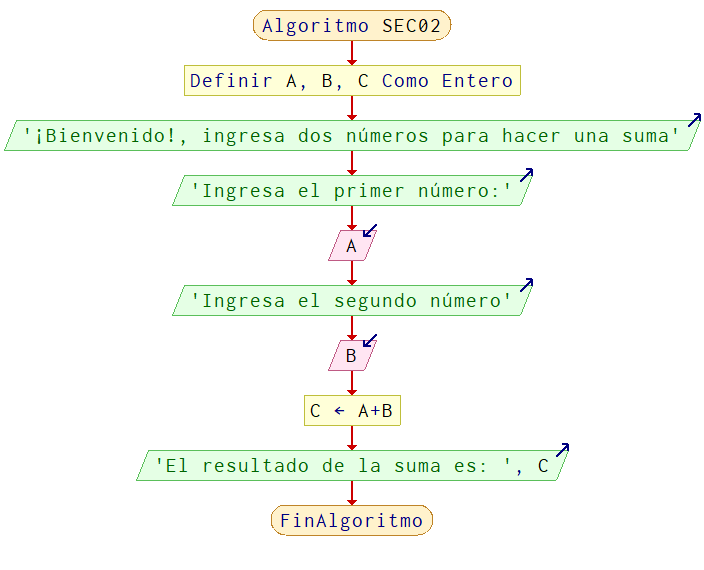 Algoritmo SEC02
Definir A, B, C Como Entero
'¡Bienvenido!, ingresa dos números para hacer una suma'
'Ingresa el primer número:'
A
'Ingresa el segundo número'
B
C ← A+B
'El resultado de la suma es: ', C
FinAlgoritmo